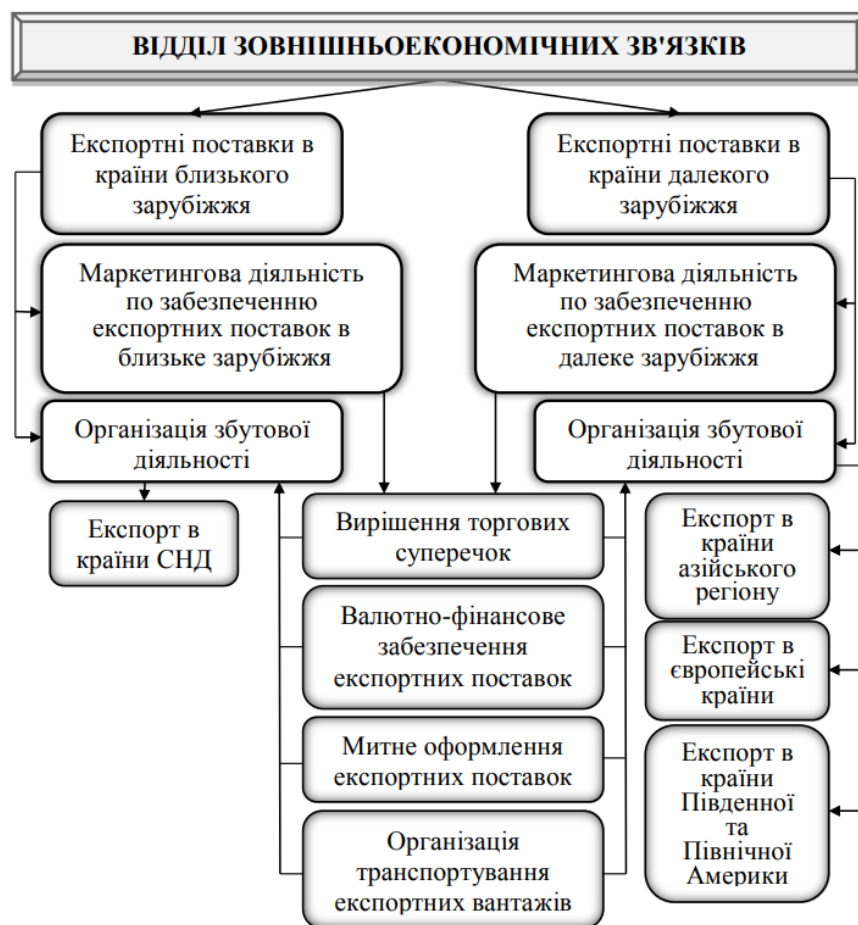 ВІДДІЛ ЗОВНІШНЬОЕКОНОМІЧНИХ ЗВ'ЯЗКІВ
Експортні поставки в
країни близького
зарубіжжя
Експортні поставки в
країни далекого
зарубіжжя
Маркетингова діяльність
по забезпеченню
експортних поставок в
близьке зарубіжжя
Маркетингова діяльність
по забезпеченню
експортних поставок в
далеке зарубіжжя
Організація збутової
діяльності
Організація збутової
діяльності
Експорт в
країни СНД
Вирішення торгових
суперечок
Валютно-фінансове
забезпечення
експортних поставок
Митне оформлення
експортних поставок
Організація
транспортування
експортних вантажів
Експорт в
країни
азійського
регіону
Експорт в
європейські
країни
Експорт в
країни
Південної
та
Північної
Америки